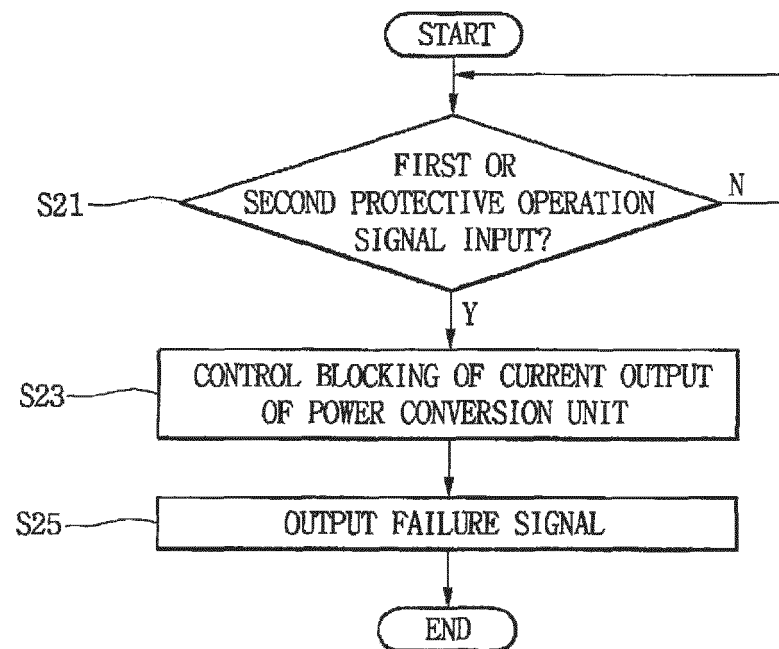 START
FIRST OR
SECOND PROTECTIVE OPERATION
SIGNAL INPUT?
S21
N
Y
CONTROL BLOCKING OF CURRENT OUTPUT
OF POWER CONVERSION UNIT
S23
OUTPUT FAILURE SIGNAL
S25
END